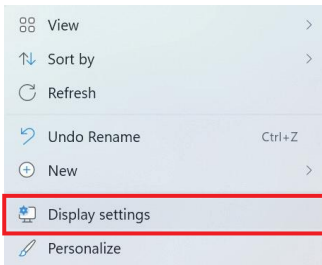 View
Sort by
Refresh
Undo Rename Ctrl+Z
New
Display settings
Personalize